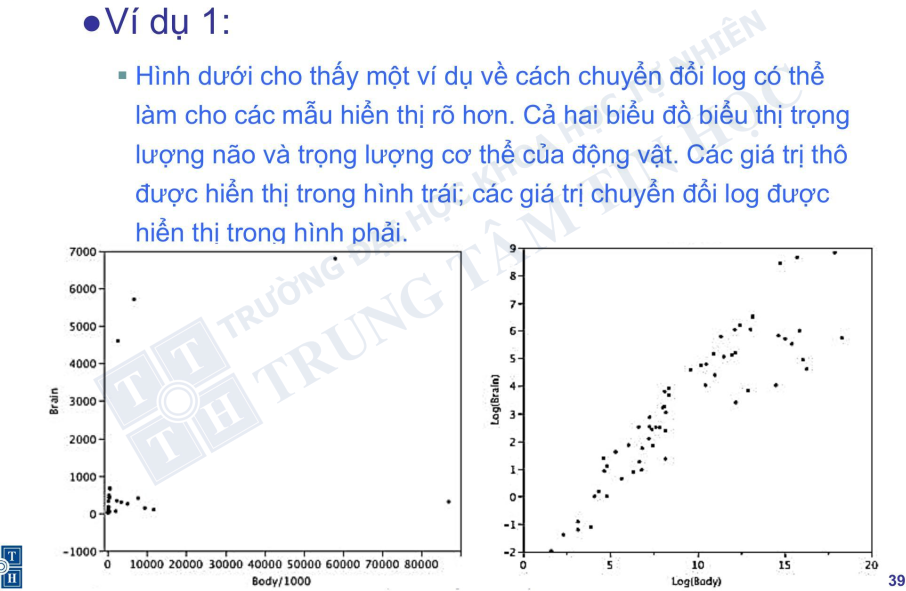 ●Ví dụ 1:
▪ Hình dưới cho thấy một ví dụ về cách chuyển đổi log có thể
làm cho các mẫu hiển thị rõ hơn. Cả hai biểu đồ biểu thị trọng
lượng não và trọng lượng cơ thể của động vật. Các giá trị thô
được hiển thị trong hình trái; các giá trị chuyển đổi log được
hiển thị trong hình phải.
TRƯỜNG ĐẠI HỌC KHOA HỌC TỰ NHIÊN
TRUNG TÂM TIN HỌC
T T
T H
7000
6000
5000
4000
3000
2000
1000
0
-1000
Brain
0 10000 20000 30000 40000 50000 60000 70000 80000
Body/1000
9
8
7
6
5
4
3
2
1
0
-1
-2
Log(Brain)
0 5 10 15 20
Log(Body)
T
H
39